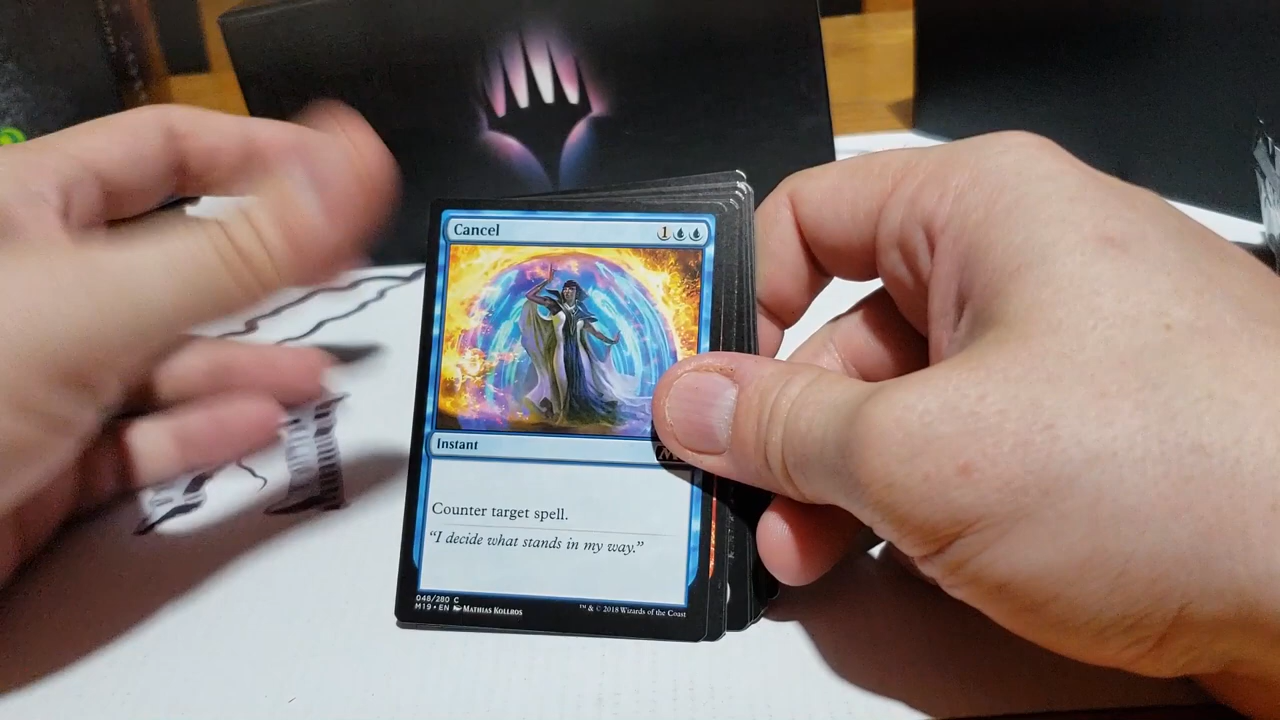 Cancel 1
Instant
Counter target spell.
"I decide what stands in my way."
048/280 C
M19 • EN Mathias Kollros
™ & © 2018 Wizards of the Coast